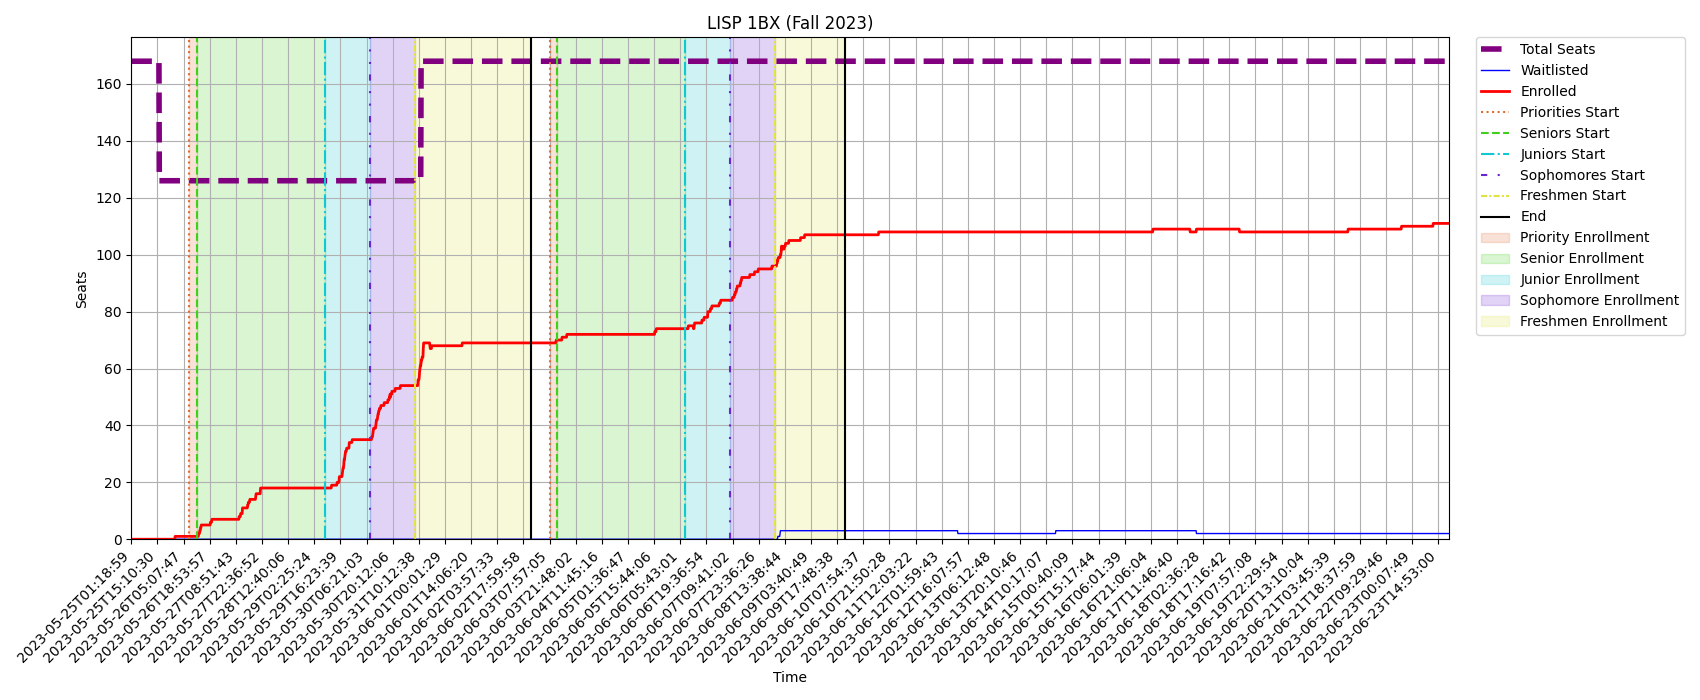 LISP 1BX (Fall 2023)
Seats
160
140
120
100
80
60
40
20
0
2023-05-25T01:18:59
2023-05-25T15:10:30
2023-05-26T05:07:47
2023-05-26T18:53:57
2023-05-27T08:51:43
2023-05-27T22:36:52
2023-05-28T12:40:06
2023-05-29T02:25:24
2023-05-29T16:23:39
2023-05-30T06:21:03
2023-05-30T20:12:06
2023-05-31T10:12:38
2023-06-01T00:01:29
2023-06-01T14:06:20
2023-06-02T03:57:33
2023-06-02T17:59:58
2023-06-03T07:57:05
2023-06-03T21:48:02
2023-06-04T11:45:16
2023-06-05T01:36:47
2023-06-05T15:44:06
2023-06-06T05:43:01
2023-06-06T19:36:54
2023-06-07T09:41:02
2023-06-07T23:36:26
2023-06-08T13:38:44
2023-06-09T03:40:49
2023-06-09T17:48:38
2023-06-10T07:54:37
2023-06-10T21:50:28
2023-06-11T12:03:22
2023-06-12T01:59:43
2023-06-12T16:07:57
2023-06-13T06:12:48
2023-06-13T20:10:46
2023-06-14T10:17:07
2023-06-15T00:40:09
2023-06-15T15:17:44
2023-06-16T06:01:39
2023-06-16T21:06:04
2023-06-17T11:46:40
2023-06-18T02:36:28
2023-06-18T17:16:42
2023-06-19T07:57:08
2023-06-19T22:29:54
2023-06-20T13:10:04
2023-06-21T03:45:39
2023-06-21T18:37:59
2023-06-22T09:29:46
2023-06-23T00:07:49
2023-06-23T14:53:00
Time
Total Seats
Waitlisted
Enrolled
Priorities Start
Seniors Start
Juniors Start
Sophomores Start
Freshmen Start
End
Priority Enrollment
Senior Enrollment
Junior Enrollment
Sophomore Enrollment
Freshmen Enrollment